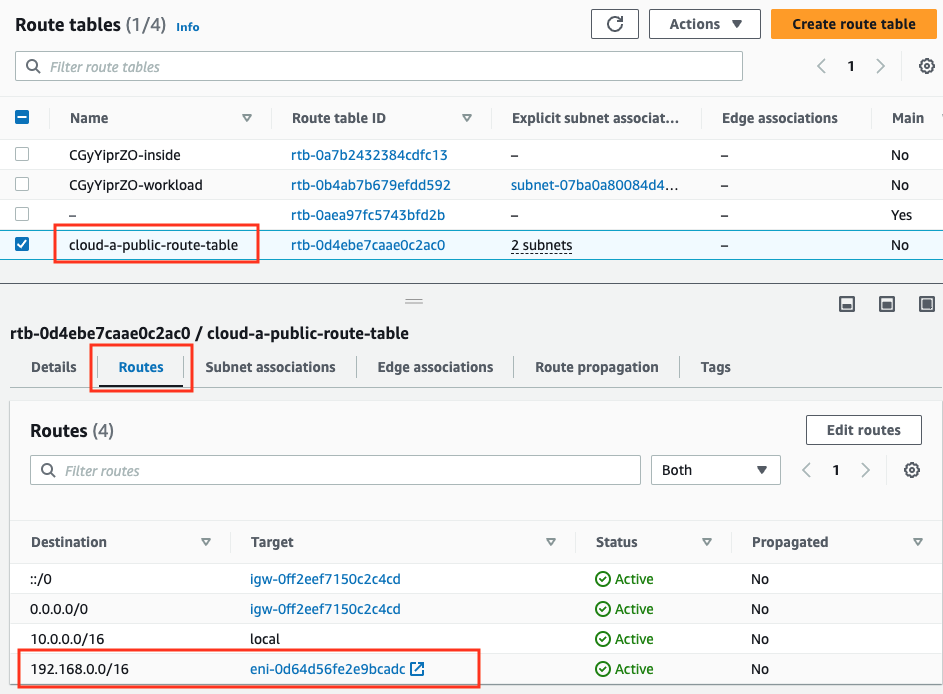 Route tables (1/4) Info Actions Create route table
Filter route tables 1
Name Route table ID Explicit subnet associat... Edge associations Main
CGyYiprZO-inside rtb-0a7b2432384cdfc13 – – No
CGyYiprZO-workload rtb-0b4ab7b679efdd592 subnet-07ba0a80084d4... – No
– rtb-0aea97fc5743bfd2b – – Yes
cloud-a-public-route-table rtb-0d4ebe7caae0c2ac0 2 subnets – No
rtb-0d4ebe7caae0c2ac0 / cloud-a-public-route-table
Details Routes Subnet associations Edge associations Route propagation Tags
Routes (4) Edit routes
Filter routes Both 1
Destination Target Status Propagated
::/0 igw-0ff2eef7150c2c4cd Active No
0.0.0.0/0 igw-0ff2eef7150c2c4cd Active No
10.0.0.0/16 local Active No
192.168.0.0/16 eni-0d64d56fe2e9bcadc Active No